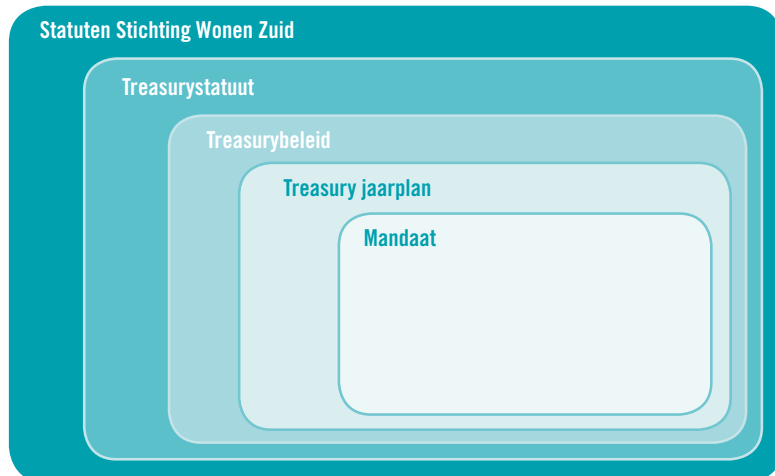 Statuten Stichting Wonen Zuid
Treasurystatuut
Treasurybeleid
Treasury jaarplan
Mandaat